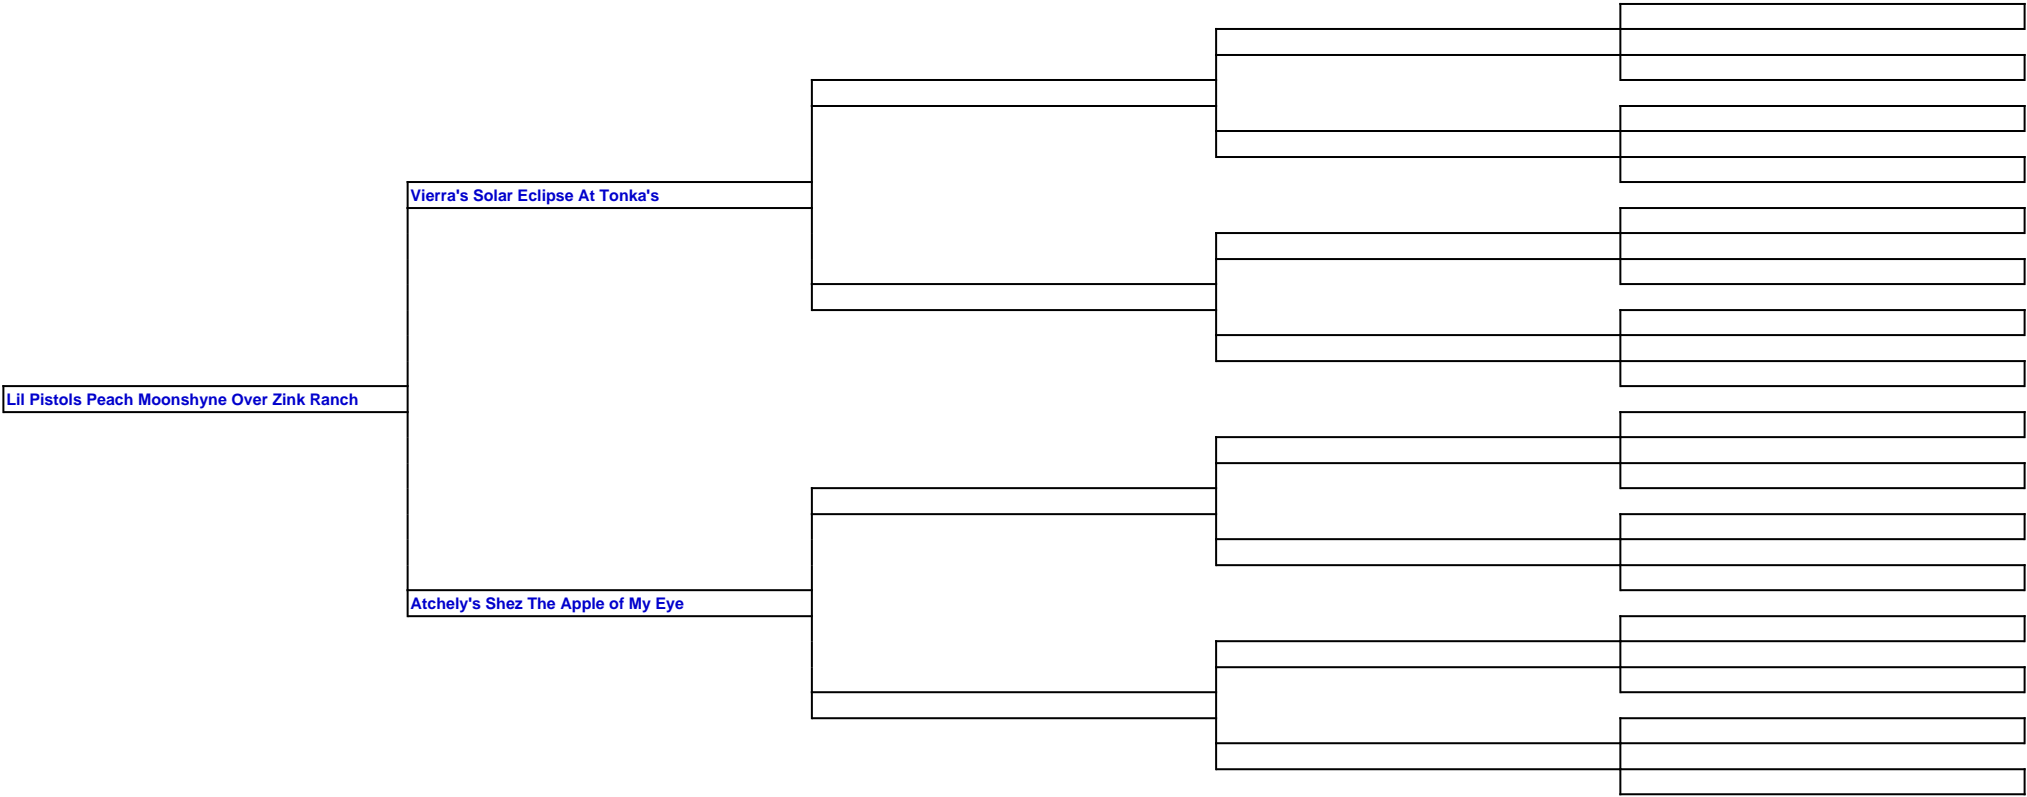 Vierra's Solar Eclipse At Tonka's
Lil Pistols Peach Moonshyne Over Zink Ranch
Atchely's Shez The Apple of My Eye